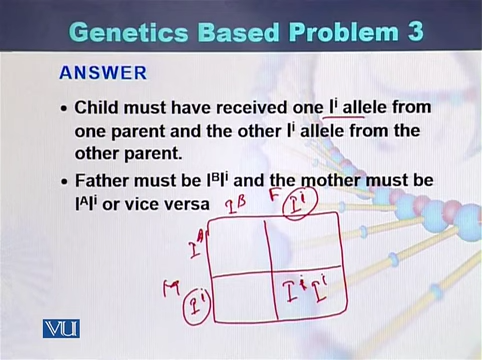 Genetics Based Problem 3
ANSWER
• Child must have received one Iⁱ allele from
one parent and the other Iⁱ allele from the
other parent.
• Father must be IᴮIⁱ and the mother must be
IᴬIⁱ or vice versa
F
Iᴮ Iⁱ
Iᴬ
M
Iⁱ IⁱIⁱ
VU